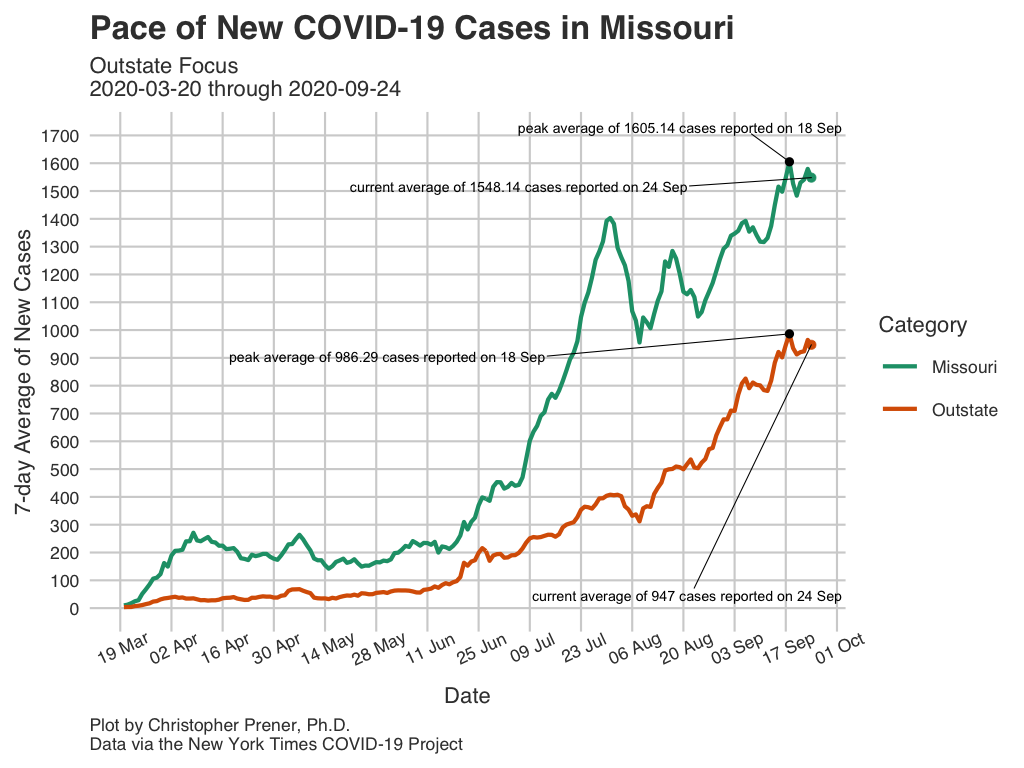 Pace of New COVID-19 Cases in Missouri
Outstate Focus
2020-03-20 through 2020-09-24
7-day Average of New Cases
1700
1600
1500
1400
1300
1200
1100
1000
900
800
700
600
500
400
300
200
100
0
peak average of 1605.14 cases reported on 18 Sep
current average of 1548.14 cases reported on 24 Sep
peak average of 986.29 cases reported on 18 Sep
current average of 947 cases reported on 24 Sep
Category
Missouri
Outstate
19 Mar
02 Apr
16 Apr
30 Apr
14 May
28 May
11 Jun
25 Jun
09 Jul
23 Jul
06 Aug
20 Aug
03 Sep
17 Sep
01 Oct
Date
Plot by Christopher Prener, Ph.D.
Data via the New York Times COVID-19 Project